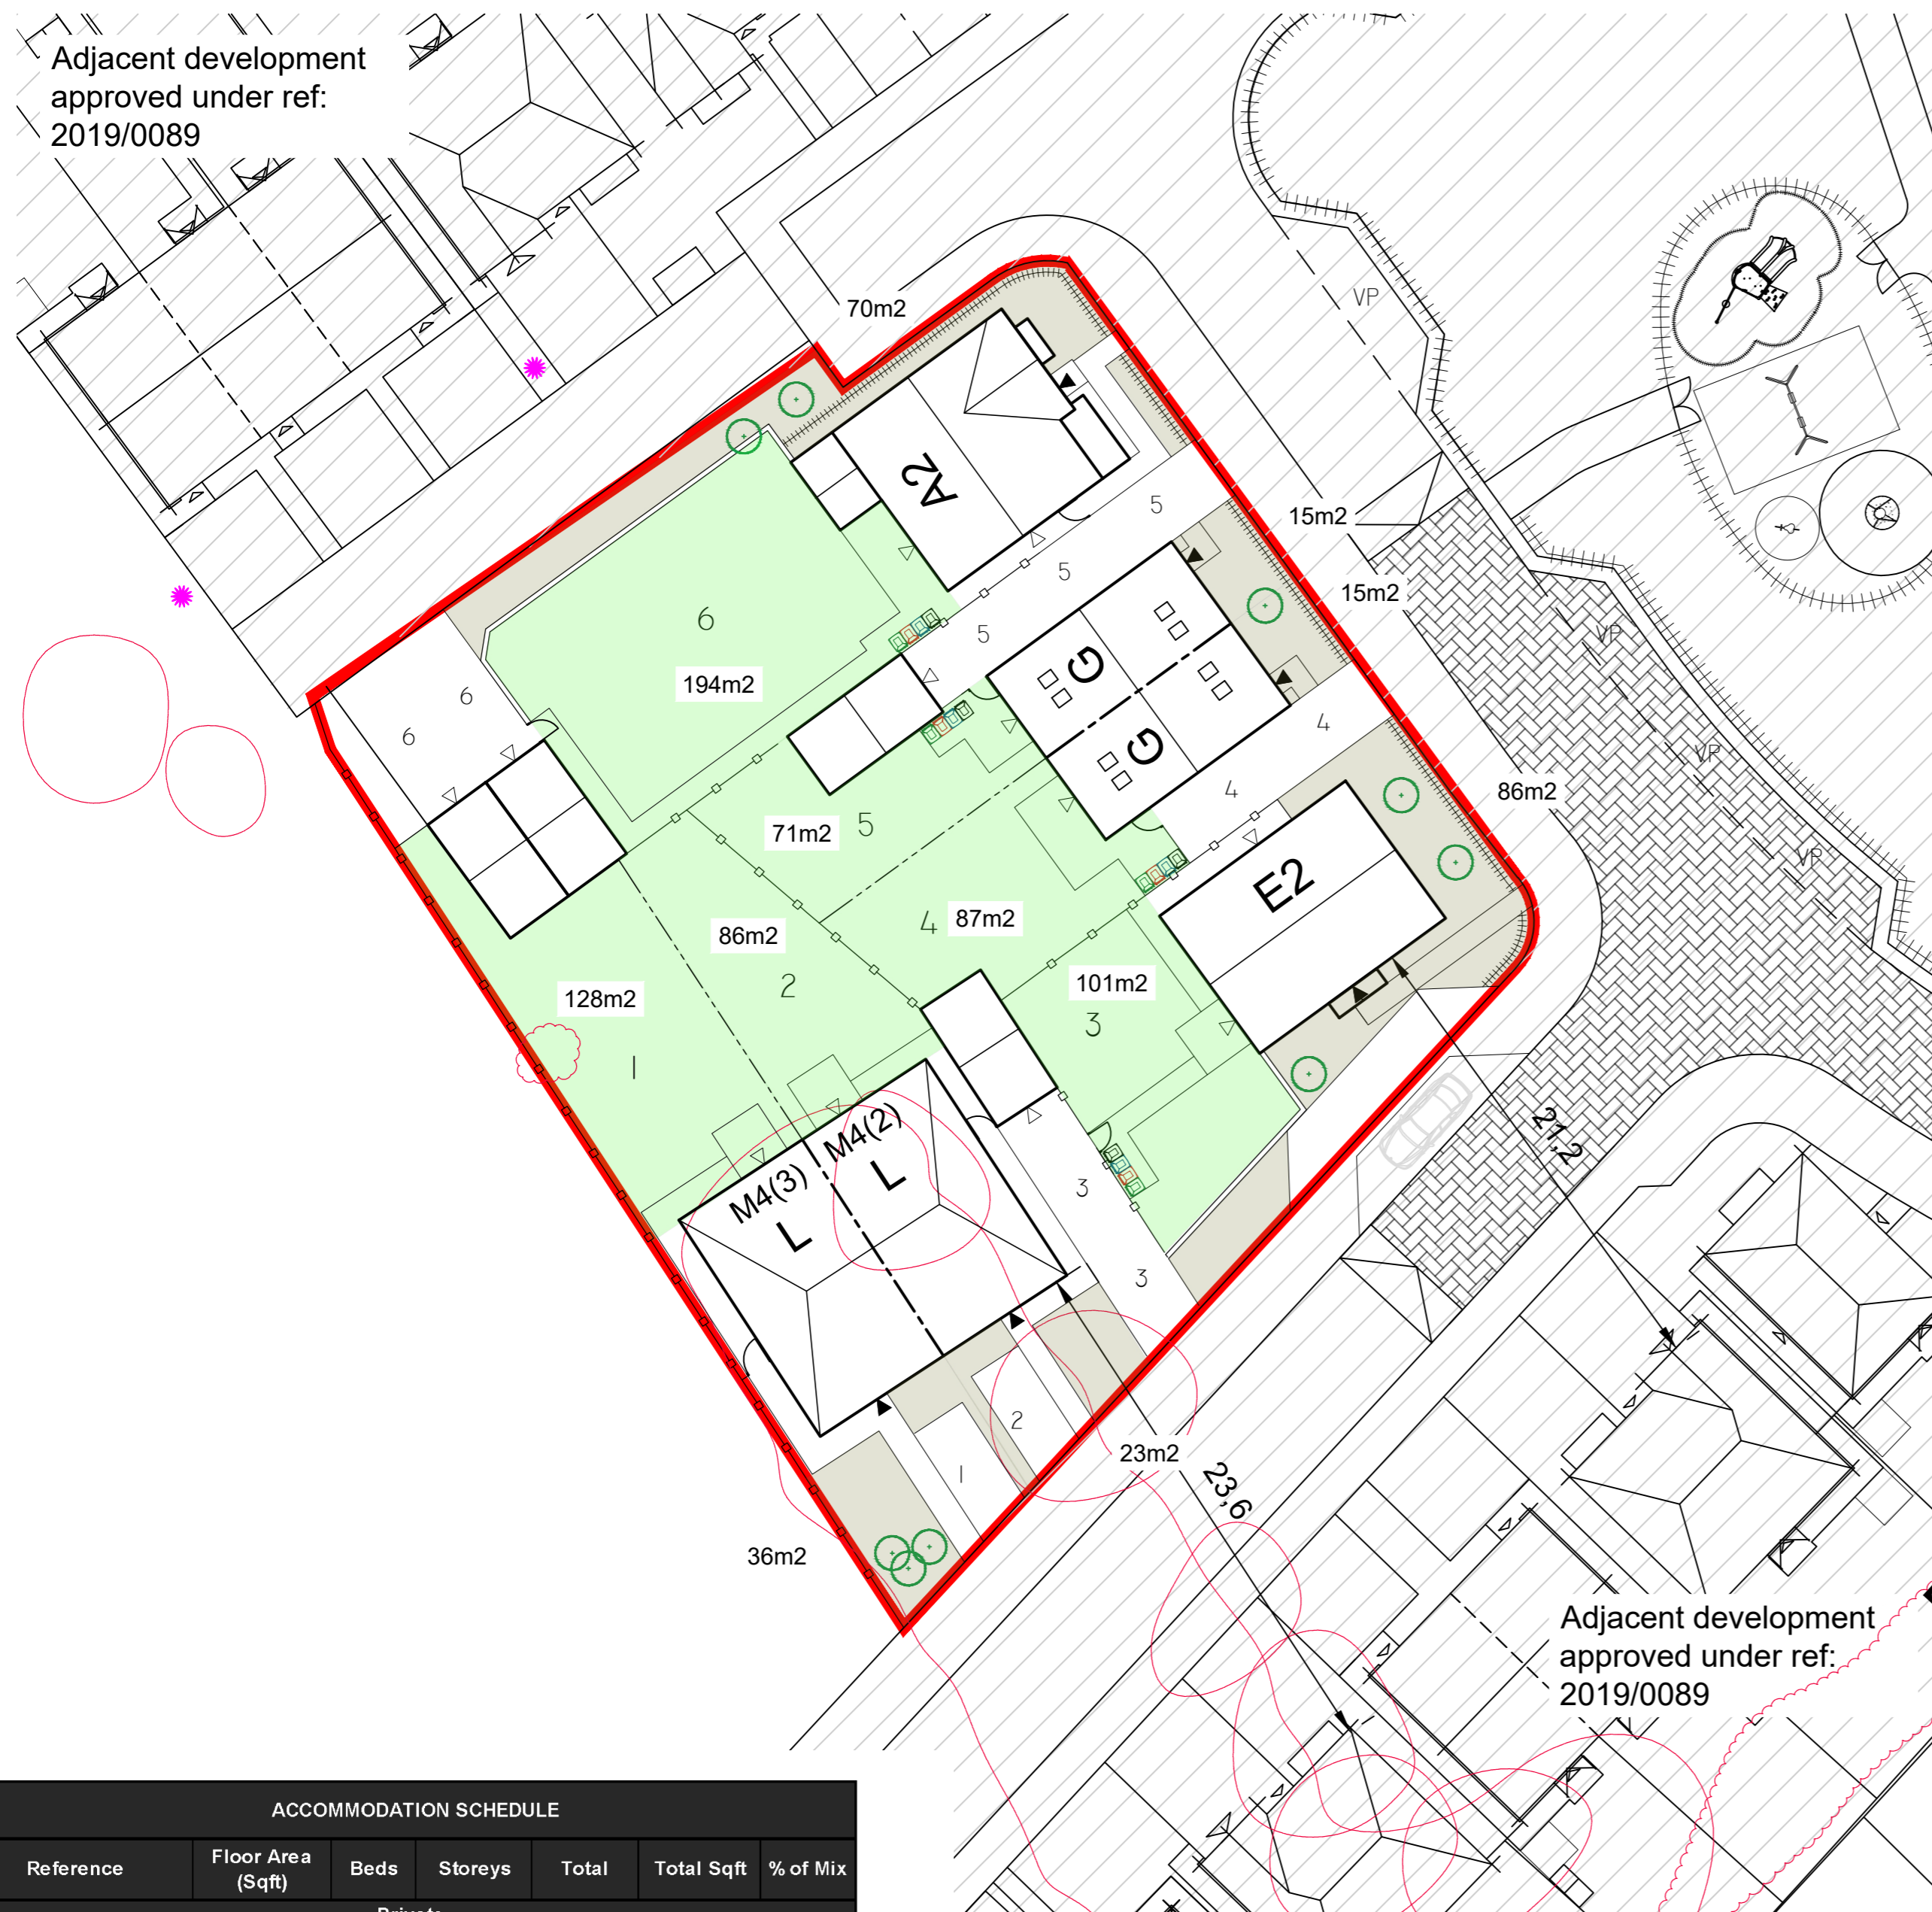 Adjacent development
approved under ref:
2019/0089
70m2
VP
A2
5
15m2
5
15m2
6
5
G
VP
194m2
6
6
4
VP
G
86m2
4
71m2
5
VP
E2
86m2
4
87m2
2
101m2
128m2
3
1
M4(2)
L
21,2
M4(3)
L
3
3
2
23m2
1
23,6
36m2
Adjacent development
approved under ref:
2019/0089
ACCOMMODATION SCHEDULE
Reference
Floor Area
(Sqft)
Beds
Storeys
Total
Total Sqft
% of Mix